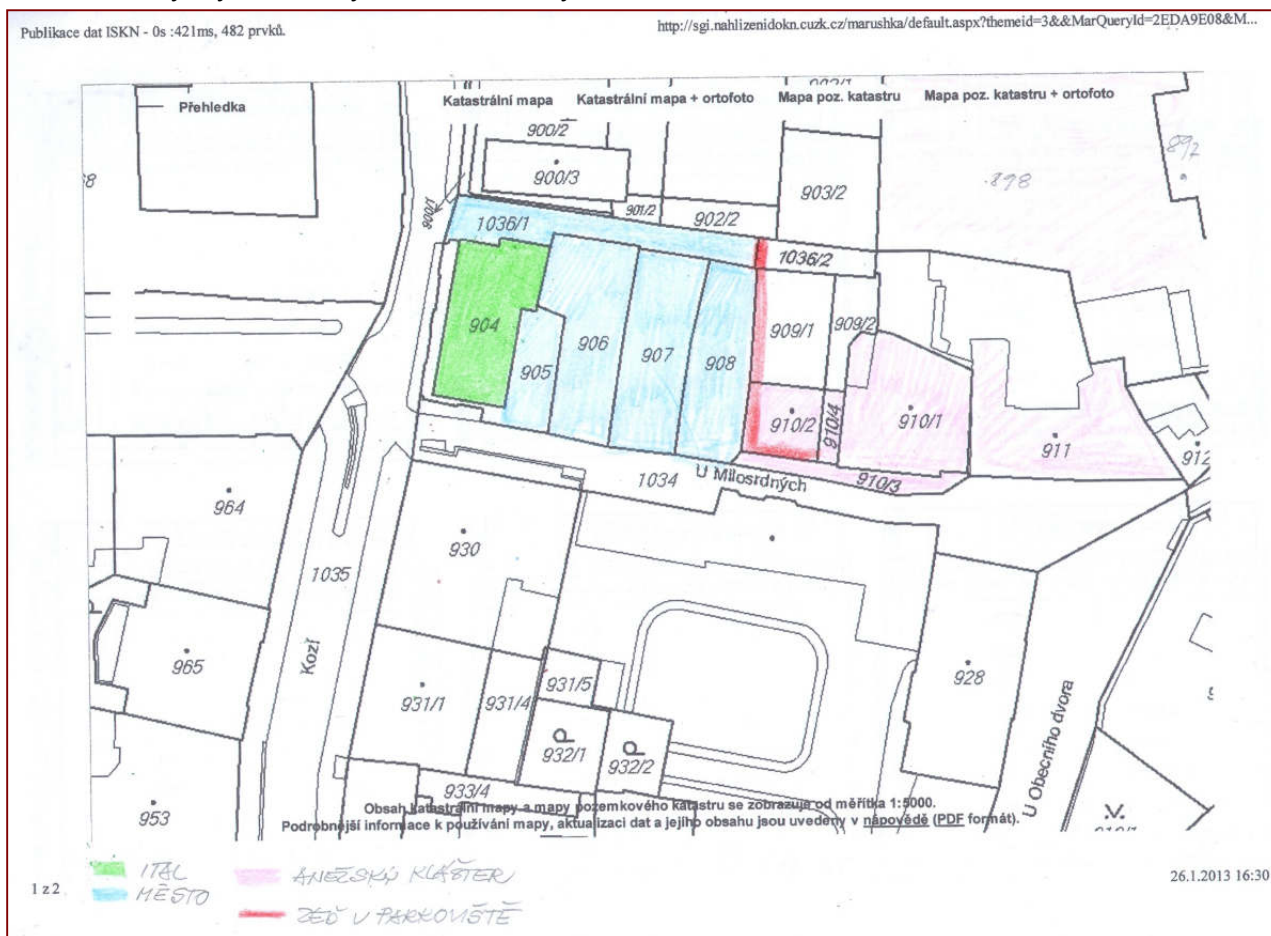 Publikace dat ISKN - 0s :421ms, 482 prvků.
http://sgi.nahlizenidokn.cuzk.cz/marushka/default.aspx?themeid=3&&MarQueryId=2EDA9E08&M...
Přehledka
Katastrální mapa
Katastrální mapa + ortofoto
Mapa poz. katastru
Mapa poz. katastru + ortofoto
900/2
900/3
903/2
898
892
900/1
1036/1
901/2
902/2
1036/2
904
905
906
907
908
909/1
909/2
910/2
910/4
910/1
911
912
U Milosrdných
910/3
1034
964
930
1035
Kozí
965
931/1
931/4
931/5
932/1
932/2
P
P
928
U Obecního dvora
933/4
953
Obsah katastrální mapy a mapy pozemkového katastru se zobrazuje od měřítka 1:5000.
Podrobnější informace k používání mapy, aktualizaci dat a jejího obsahu jsou uvedeny v nápovědě (PDF formát).
ITAL
MĚSTO
ANEŽSKÝ KLÁŠTER
ZEĎ V PARKOVIŠTĚ
1 z 2
26.1.2013 16:30